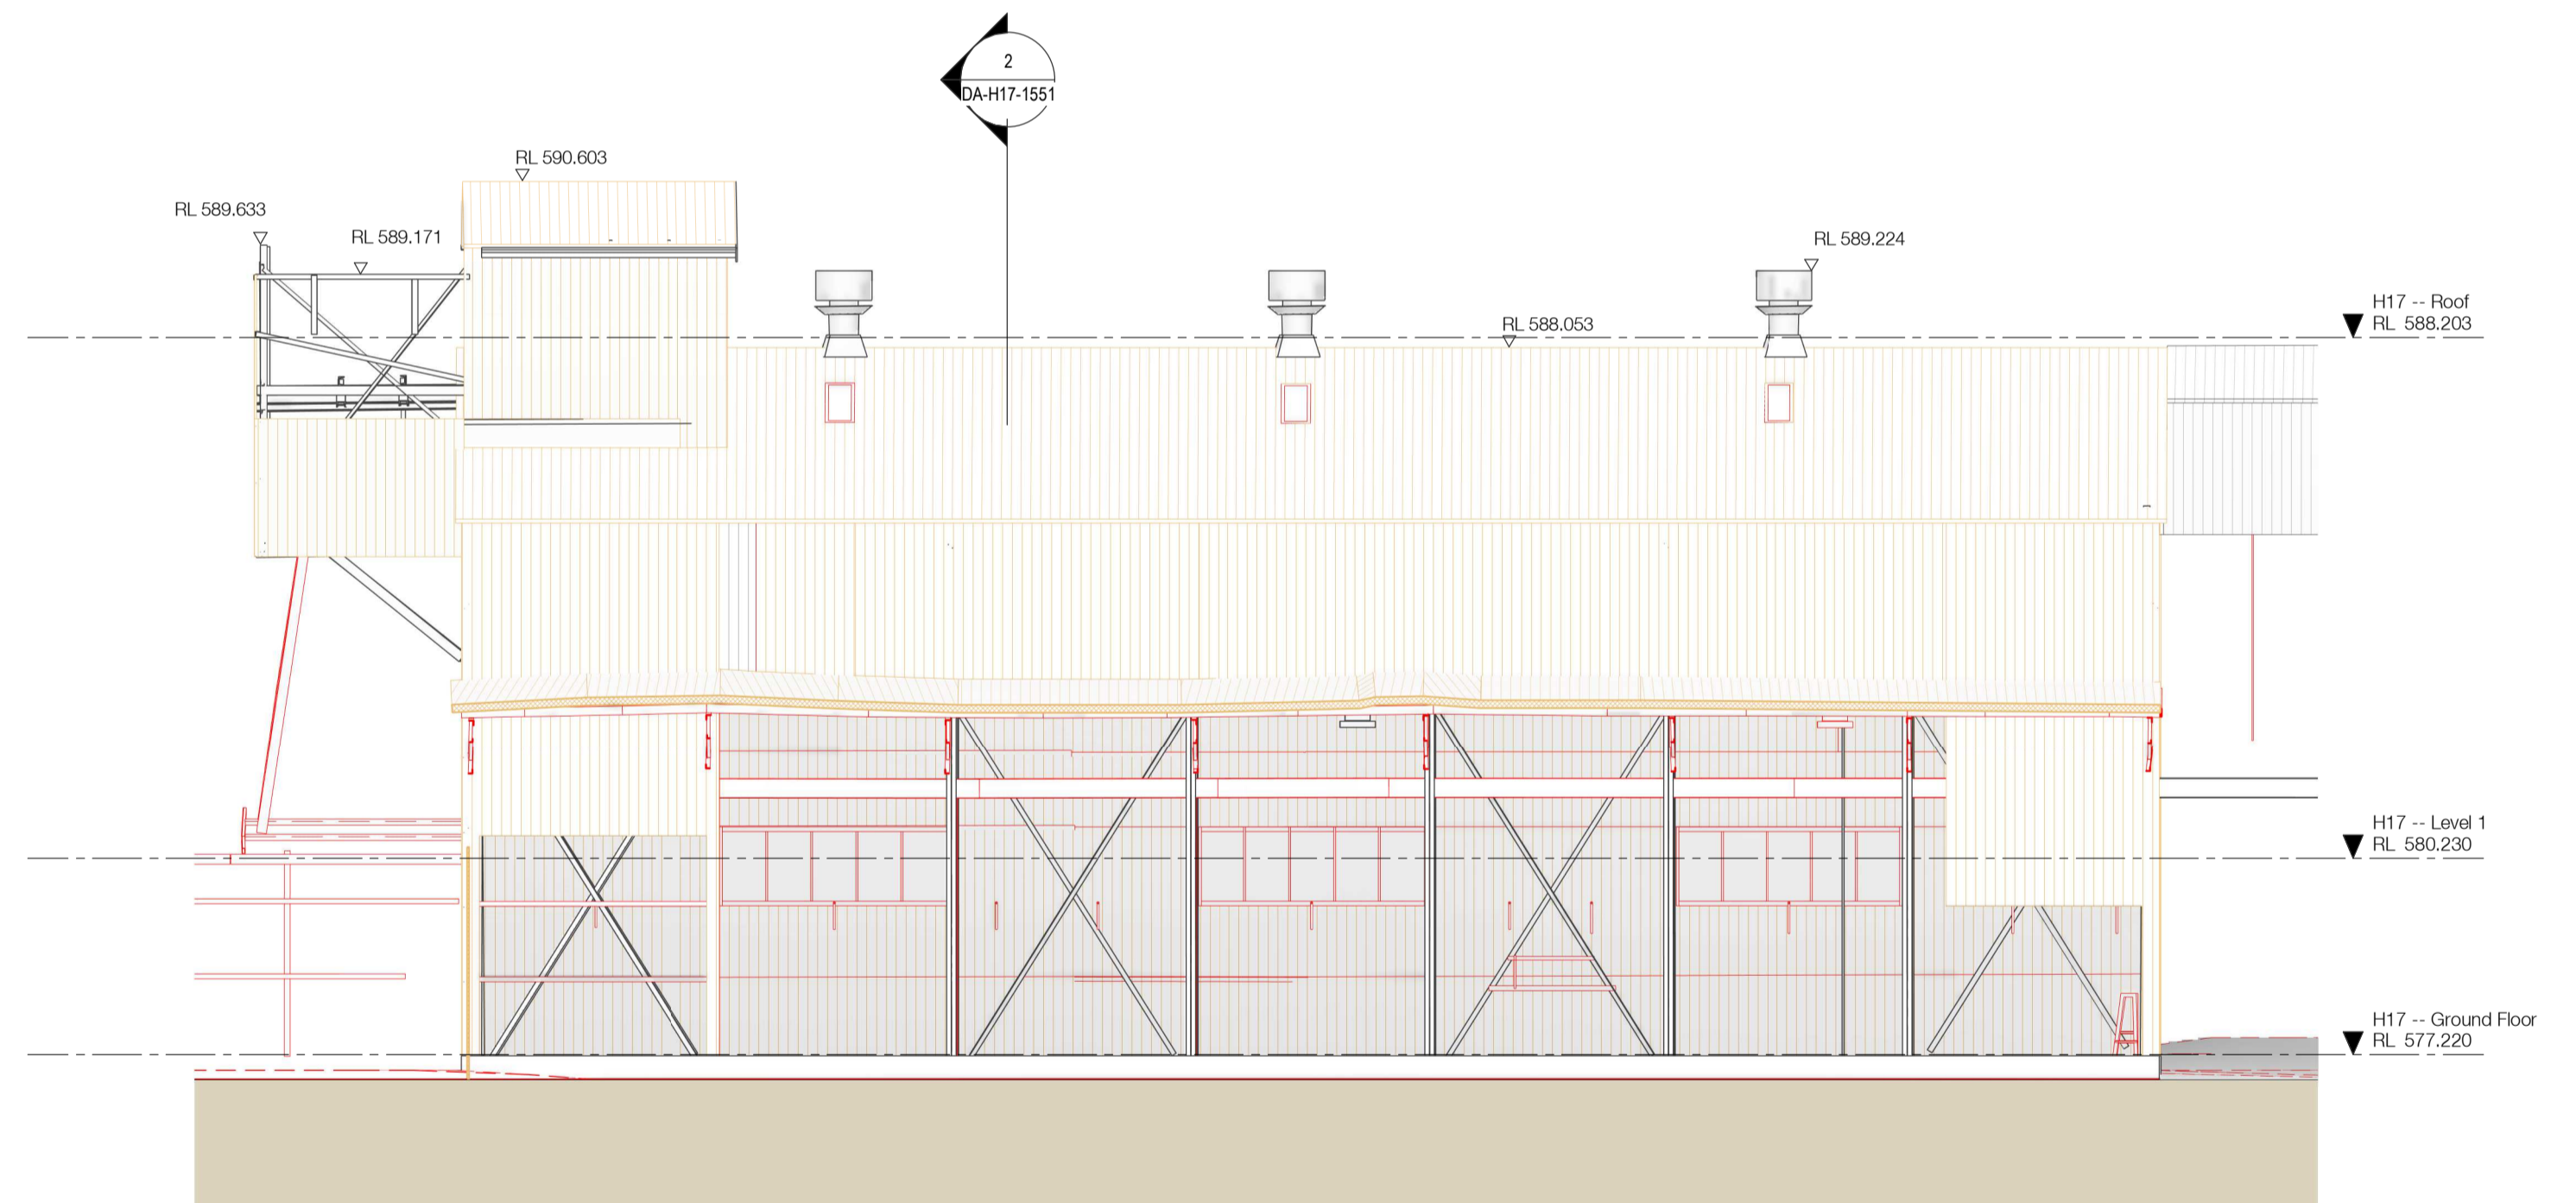 2
DA-H17-1551
RL 590.603
RL 589.633
RL 589.171
RL 589.224
RL 588.053
H17 -- Roof
RL 588.203
H17 -- Level 1
RL 580.230
H17 -- Ground Floor
RL 577.220